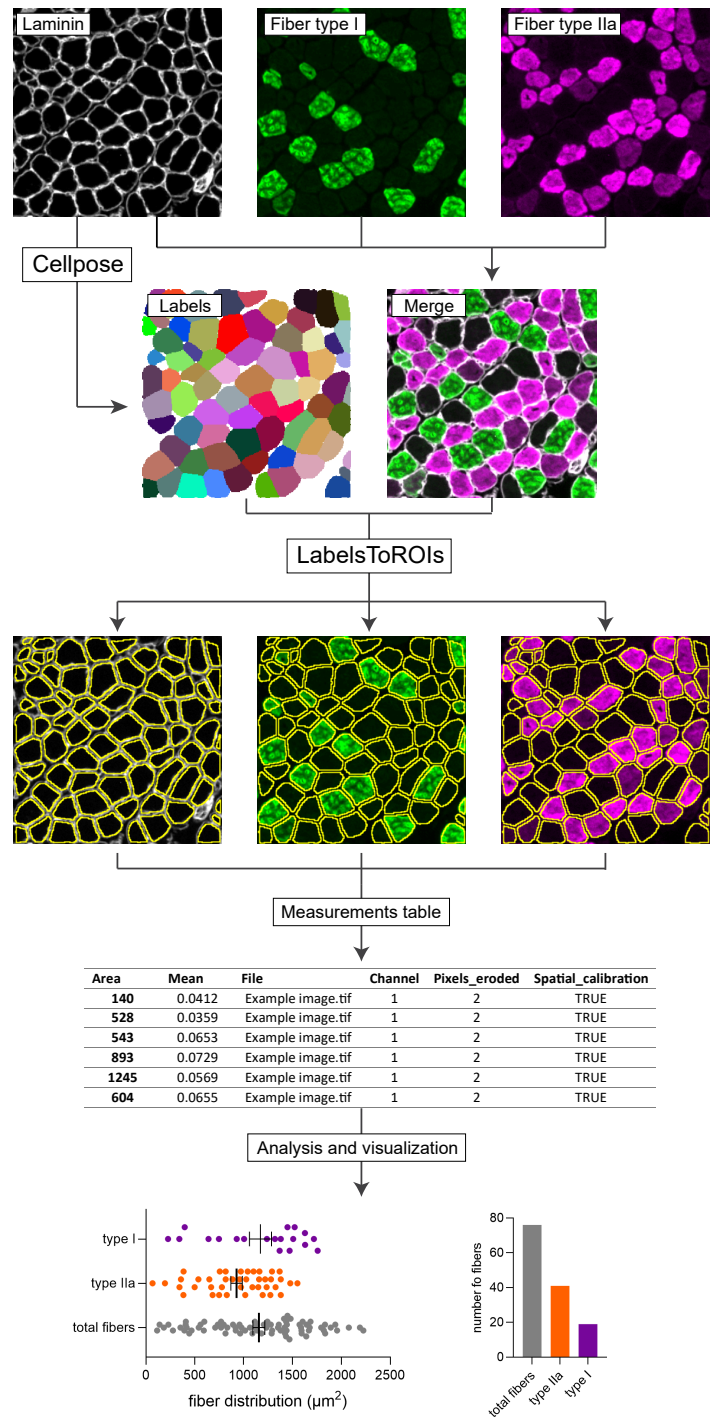 Laminin
Fiber type I
Fiber type IIa
Cellpose
Labels
Merge
LabelsToROIs
Measurements table
Area Mean File Channel Pixels_eroded Spatial_calibration
140 0.0412 Example image.tif 1 2 TRUE
528 0.0359 Example image.tif 1 2 TRUE
543 0.0653 Example image.tif 1 2 TRUE
893 0.0729 Example image.tif 1 2 TRUE
1245 0.0569 Example image.tif 1 2 TRUE
604 0.0655 Example image.tif 1 2 TRUE
Analysis and visualization
type I
type IIa
total fibers
0 500 1000 1500 2000 2500
fiber distribution (µm²)
number fo fibers
80
60
40
20
0
total fibers
type IIa
type I